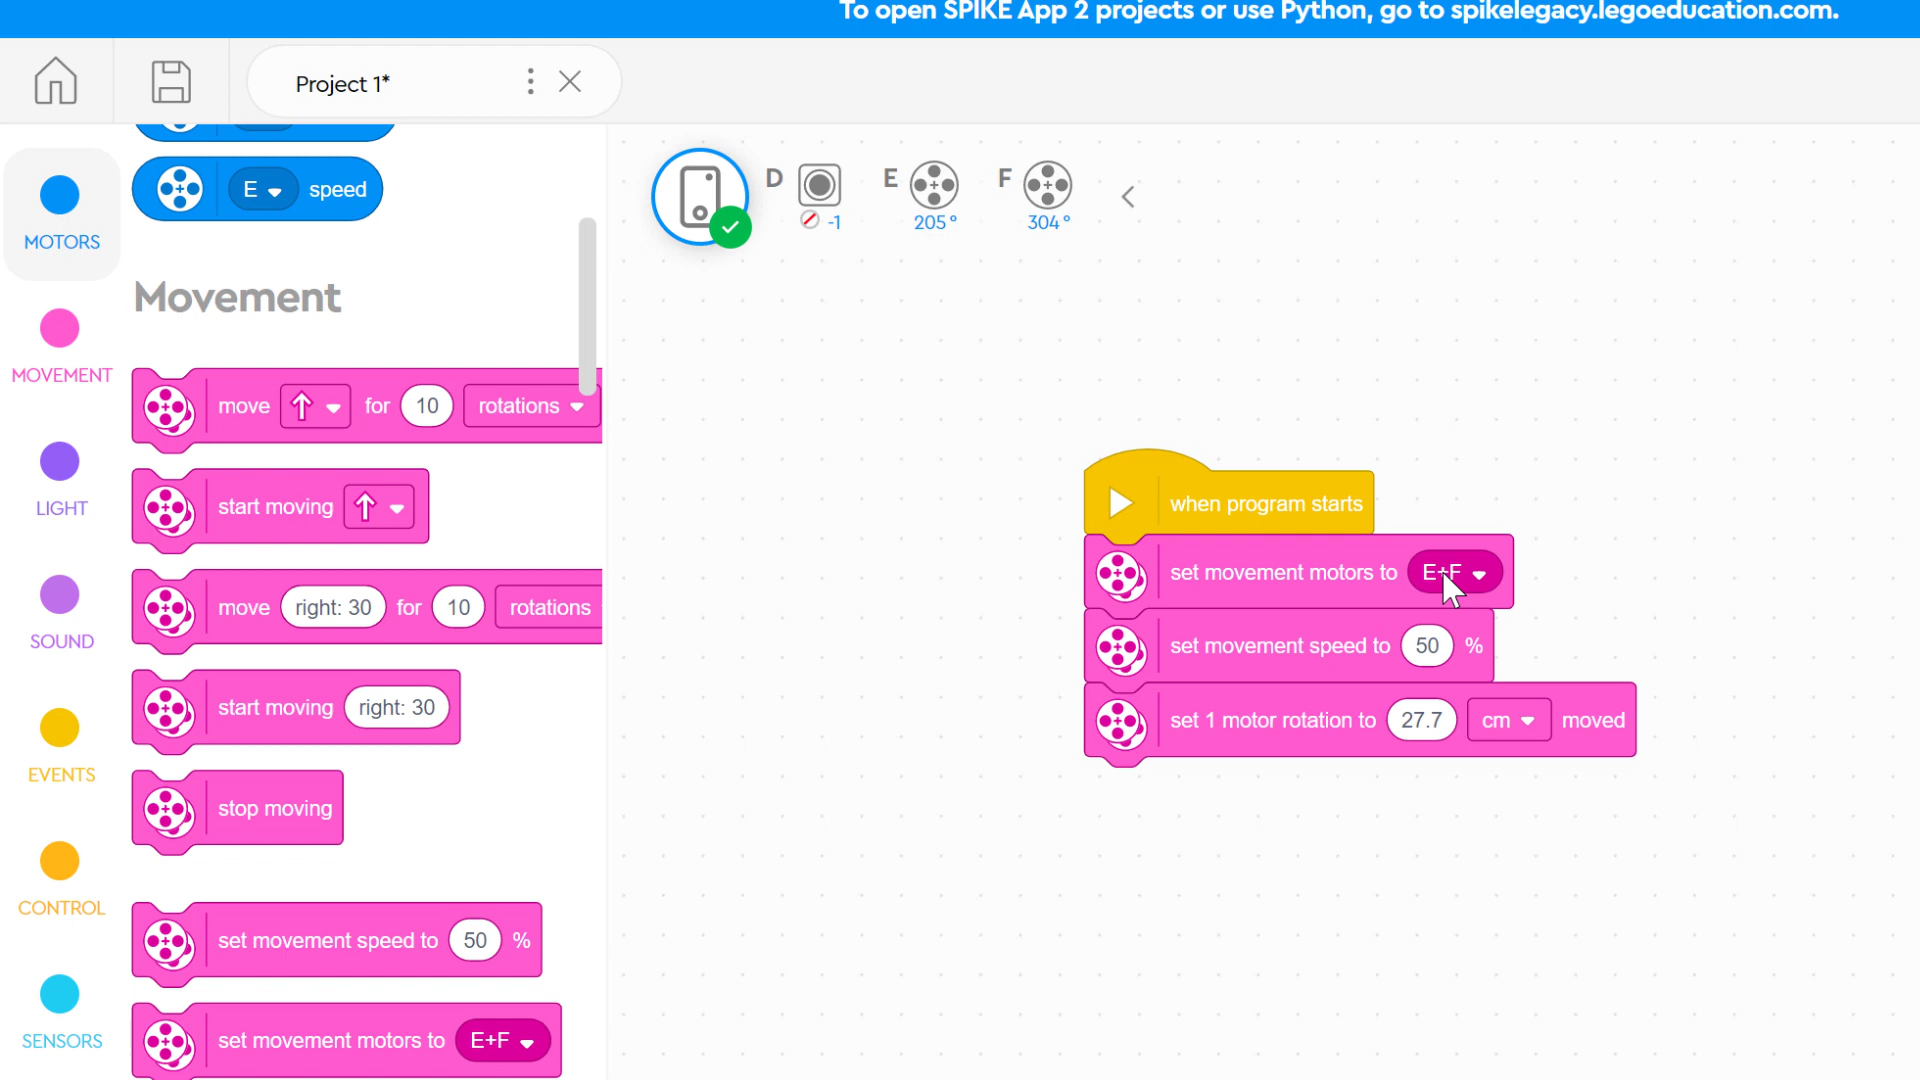 To open SPIKE App 2 projects or use Python, go to spikelegacy.legoeducation.com.
Project 1*
D
-1
E
205°
F
304°
MOTORS
MOVEMENT
LIGHT
SOUND
EVENTS
CONTROL
SENSORS
E speed
Movement
move for 10 rotations
start moving
move right: 30 for 10 rotations
start moving right: 30
stop moving
set movement speed to 50 %
set movement motors to E+F
when program starts
set movement motors to E+F
set movement speed to 50 %
set 1 motor rotation to 27.7 cm moved